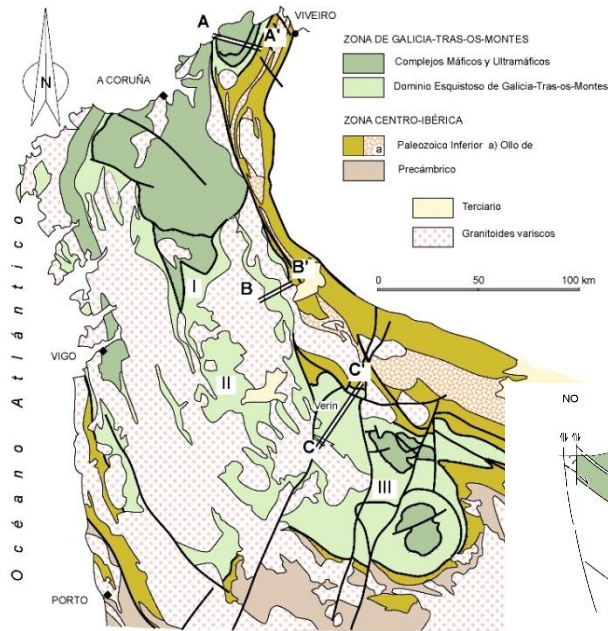 A
A'
VIVEIRO
N
A CORUÑA
ZONA DE GALICIA-TRAS-OS-MONTES
Complejos Máficos y Ultramáficos
Dominio Esquistoso de Galicia-Tras-os-Montes
ZONA CENTRO-IBÉRICA
a
Paleozoico Inferior a) Ollo de
Precámbrico
Terciario
Granitoides variscos
0
50
100 km
I
B
B'
Océano Atlántico
VIGO
II
C'
Verin
C
III
NO
PORTO